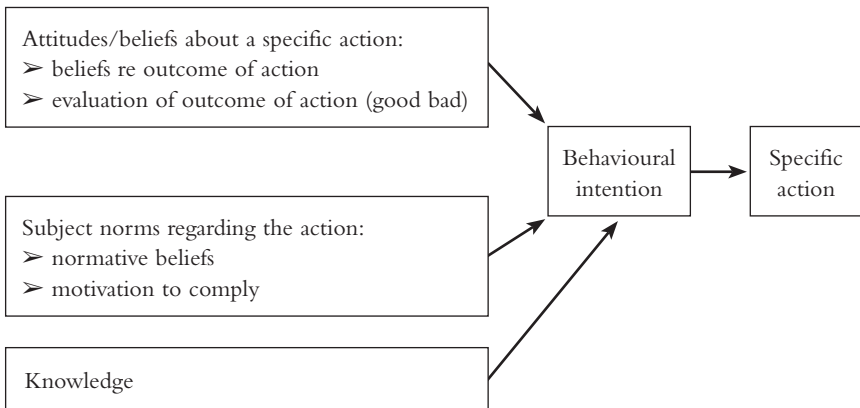 Attitudes/beliefs about a specific action:
➢ beliefs re outcome of action
➢ evaluation of outcome of action (good bad)
Behavioural
intention
Specific
action
Subject norms regarding the action:
➢ normative beliefs
➢ motivation to comply
Knowledge